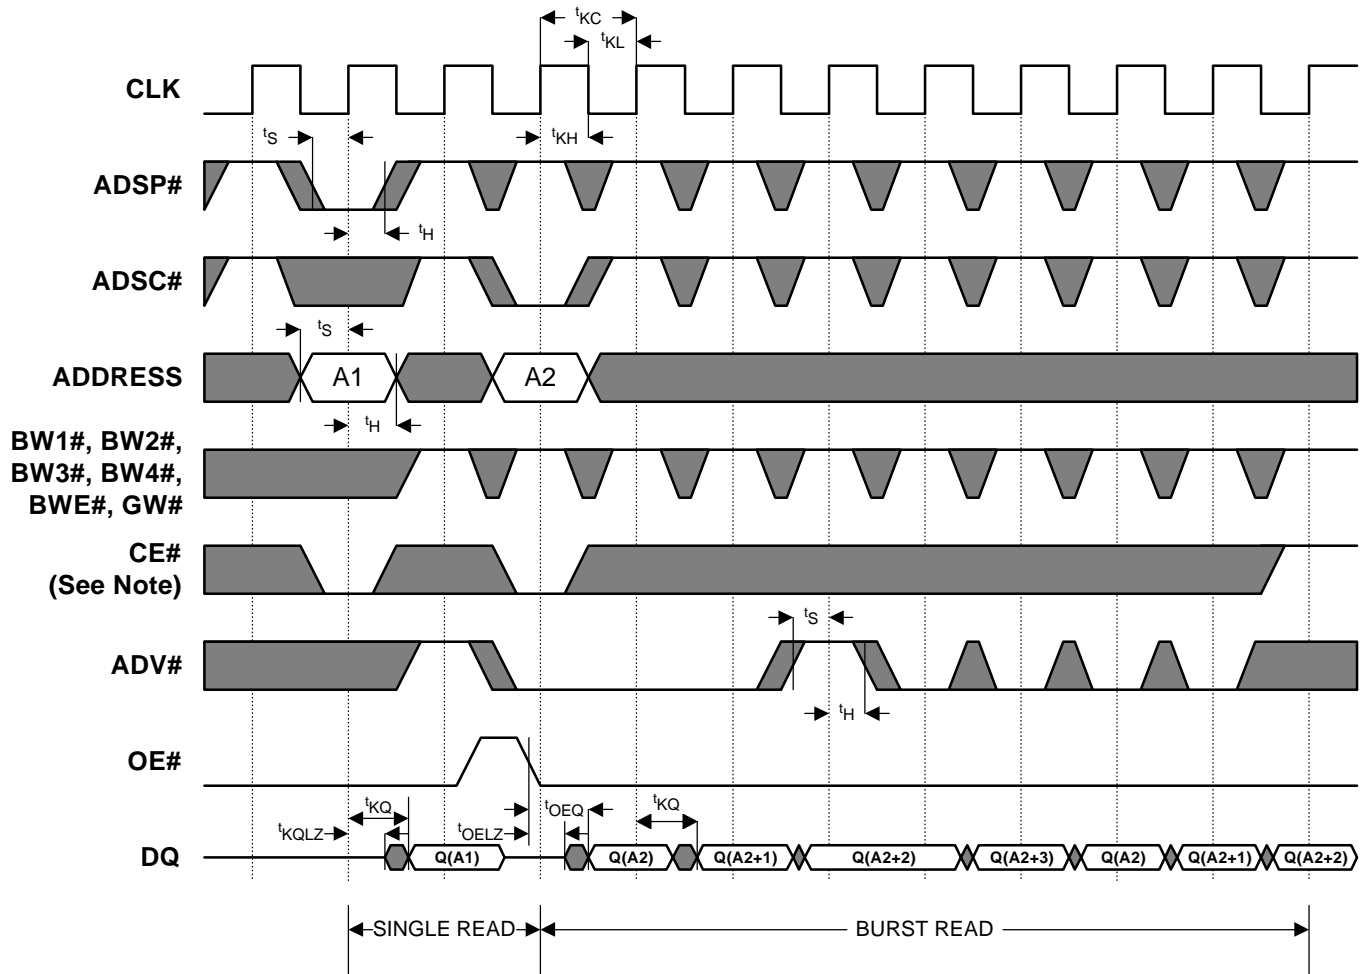 tKC
tKL
CLK
tS
tKH
ADSP#
tH
ADSC#
tS
ADDRESS
A1
A2
tH
BW1#, BW2#,
BW3#, BW4#,
BWE#, GW#
CE#
(See Note)
tS
ADV#
tH
OE#
tKQ
tOEQ
tKQ
tKQLZ
tOELZ
DQ
Q(A1)
Q(A2)
Q(A2+1)
Q(A2+2)
Q(A2+3)
Q(A2)
Q(A2+1)
Q(A2+2)
SINGLE READ
BURST READ